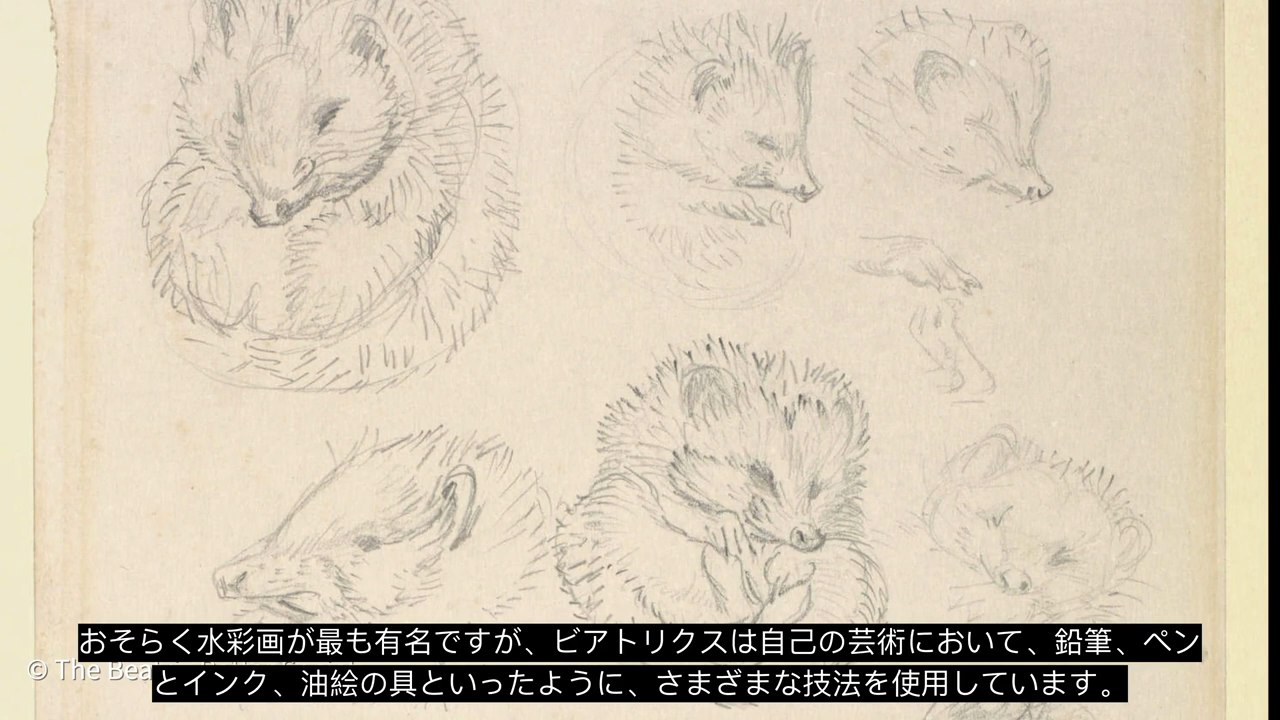 おそらく水彩画が最も有名ですが、ビアトリクスは自己の芸術において、鉛筆、ペン
とインク、油絵の具といったように、さまざまな技法を使用しています。
© The Bea